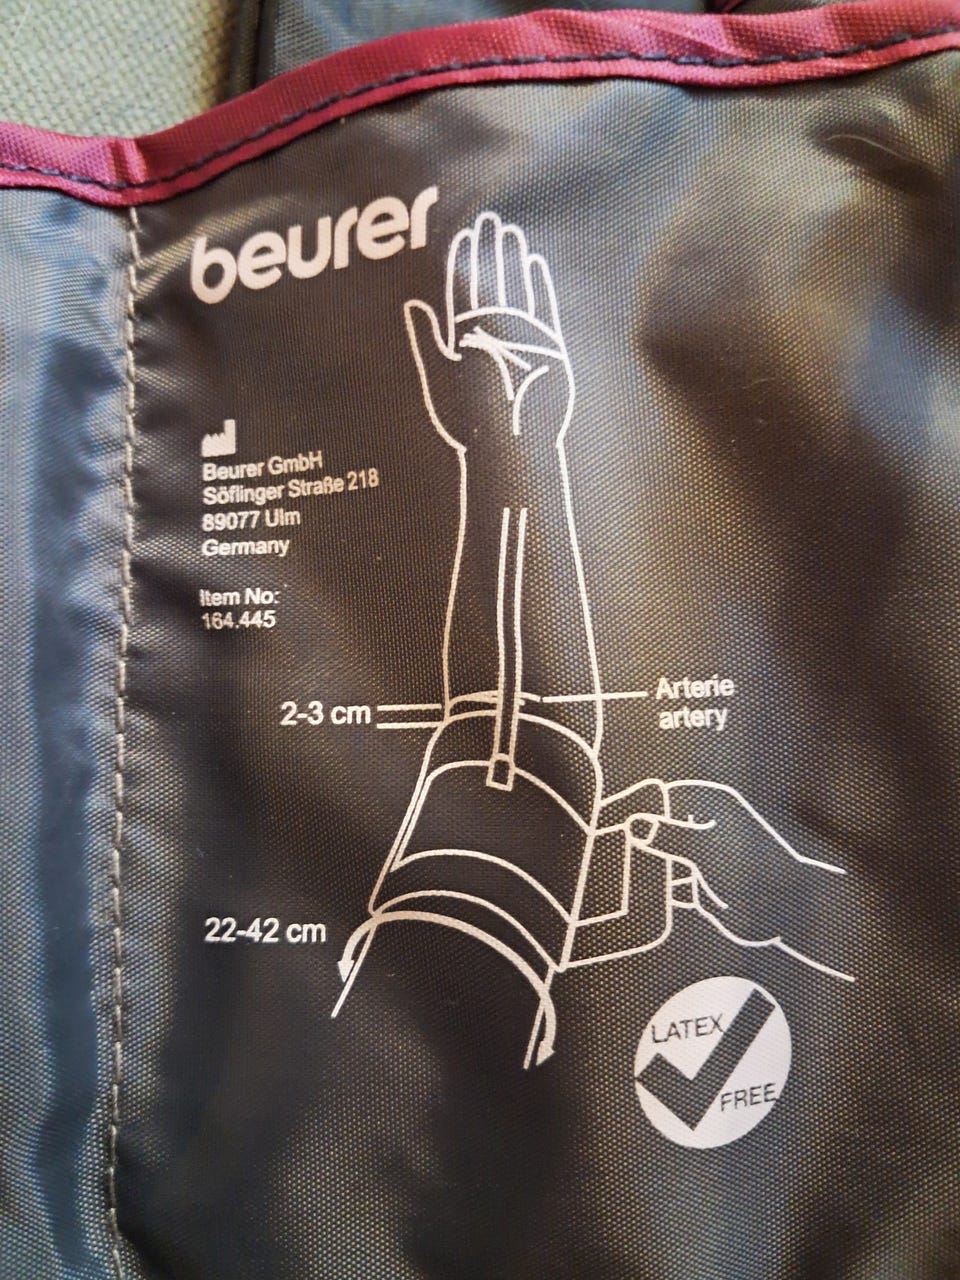 beurer
Beurer GmbH
Söflinger Straße 218
89077 Ulm
Germany
Item No:
164.445
2-3 cm
Arterie
artery
22-42 cm
LATEX
FREE